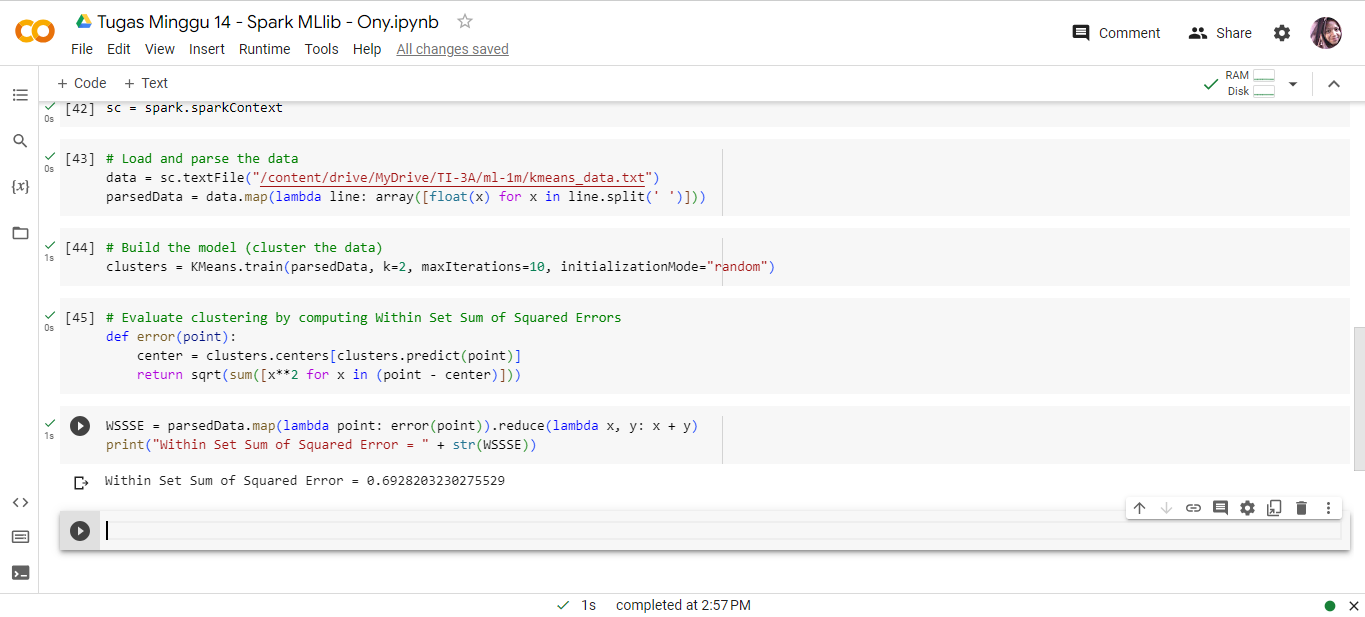 Tugas Minggu 14 - Spark MLlib - Ony.ipynb
File Edit View Insert Runtime Tools Help All changes saved
Comment Share
+ Code + Text
RAM
Disk
[42] sc = spark.sparkContext
0s
[43] # Load and parse the data
0s
data = sc.textFile("/content/drive/MyDrive/TI-3A/ml-1m/kmeans_data.txt")
parsedData = data.map(lambda line: array([float(x) for x in line.split(' ')]))
{x}
[44] # Build the model (cluster the data)
1s
clusters = KMeans.train(parsedData, k=2, maxIterations=10, initializationMode="random")
[45] # Evaluate clustering by computing Within Set Sum of Squared Errors
0s
def error(point):
center = clusters.centers[clusters.predict(point)]
return sqrt(sum([x**2 for x in (point - center)]))
WSSSE = parsedData.map(lambda point: error(point)).reduce(lambda x, y: x + y)
1s
print("Within Set Sum of Squared Error = " + str(WSSSE))
Within Set Sum of Squared Error = 0.6928203230275529
1s completed at 2:57 PM